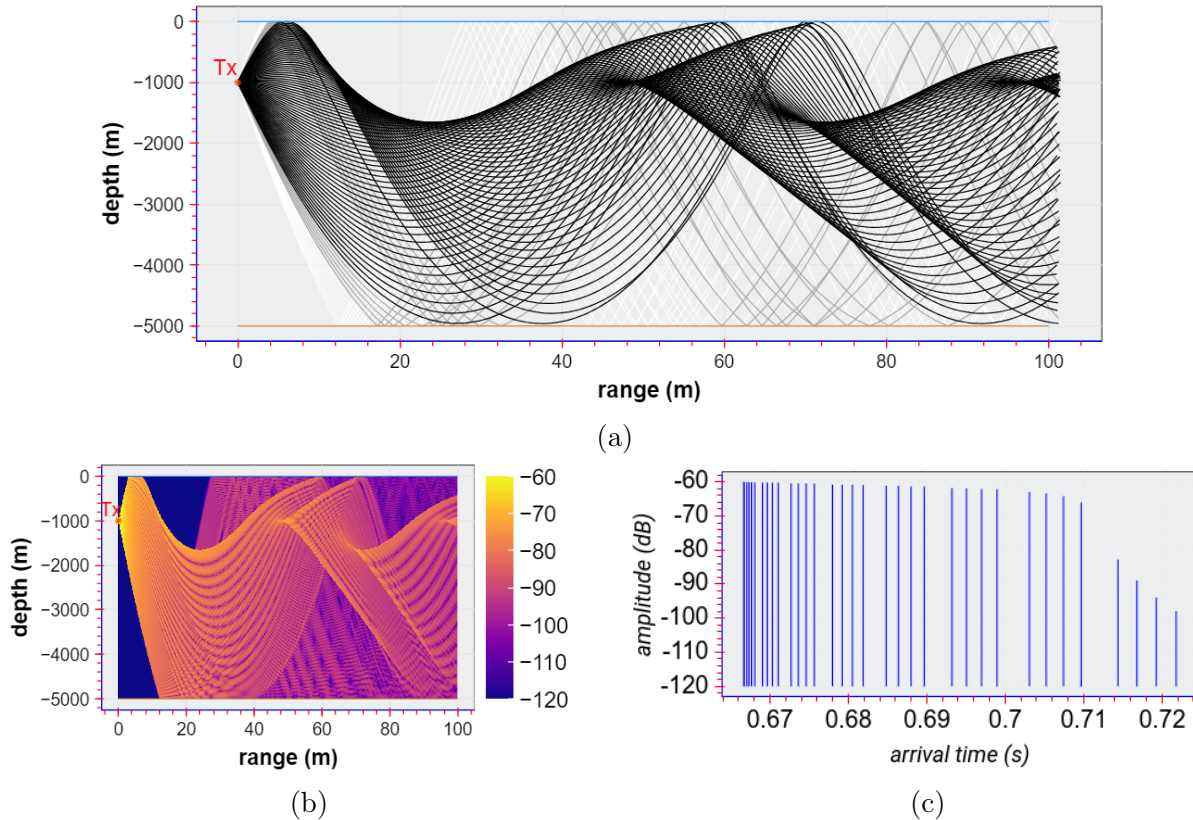 0
−1000
−2000
−3000
−4000
−5000
depth (m)
Tx
0 20 40 60 80 100
range (m)
(a)
0
−1000
−2000
−3000
−4000
−5000
depth (m)
Tx
0 20 40 60 80 100
range (m)
−60
−70
−80
−90
−100
−110
−120
(b)
-60
-70
-80
-90
-100
-110
-120
amplitude (dB)
0.67 0.68 0.69 0.7 0.71 0.72
arrival time (s)
(c)